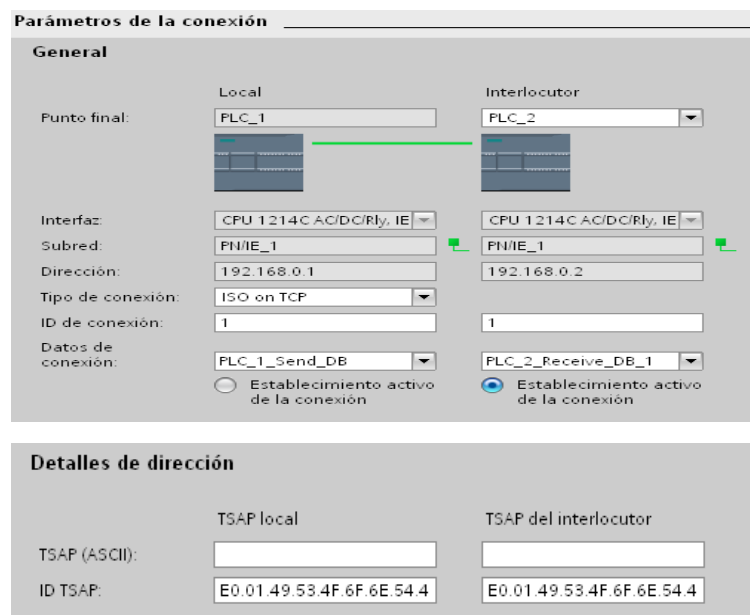 Parámetros de la conexión
General
Local Interlocutor
Punto final: PLC_1 PLC_2
Interfaz: CPU 1214C AC/DC/Rly, IE CPU 1214C AC/DC/Rly, IE
Subred: PN/IE_1 PN/IE_1
Dirección: 192.168.0.1 192.168.0.2
Tipo de conexión: ISO on TCP
ID de conexión: 1 1
Datos de
conexión: PLC_1_Send_DB PLC_2_Receive_DB_1
Establecimiento activo Establecimiento activo
de la conexión de la conexión
Detalles de dirección
TSAP local TSAP del interlocutor
TSAP (ASCII):
ID TSAP: E0.01.49.53.4F.6F.6E.54.4 E0.01.49.53.4F.6F.6E.54.4